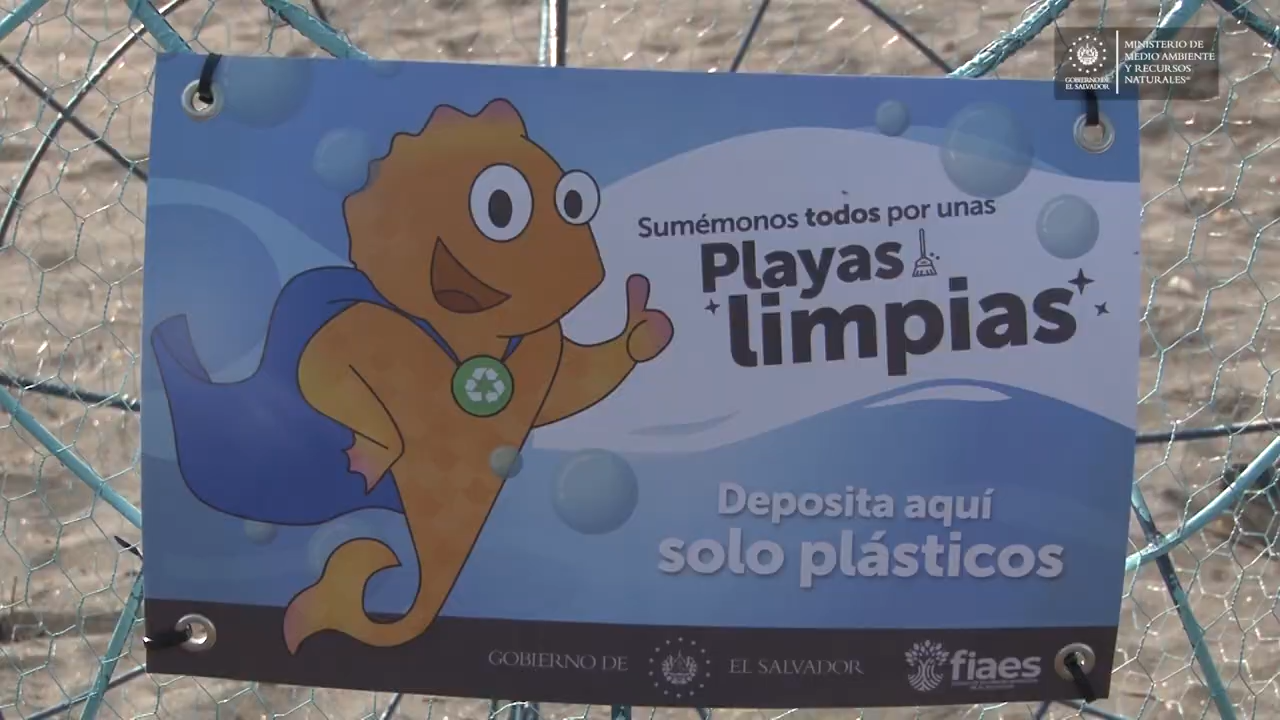 GOBIERNO DE
EL SALVADOR
MINISTERIO DE
MEDIO AMBIENTE
Y RECURSOS
NATURALES
Sumémonos todos por unas
Playas
limpias
Deposita aquí
solo plásticos
GOBIERNO DE EL SALVADOR
fiaes